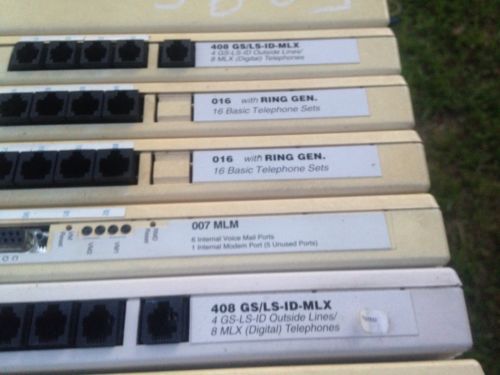 408 GS/LS-ID-MLX
4 GS-LS-ID Outside Lines/
8 MLX (Digital) Telephones
016 with RING GEN.
16 Basic Telephone Sets
016 with RING GEN.
16 Basic Telephone Sets
007 MLM
6 Internal Voice Mail Ports
1 Internal Modem Port (5 Unused Ports)
408 GS/LS-ID-MLX
4 GS-LS-ID Outside Lines/
8 MLX (Digital) Telephones